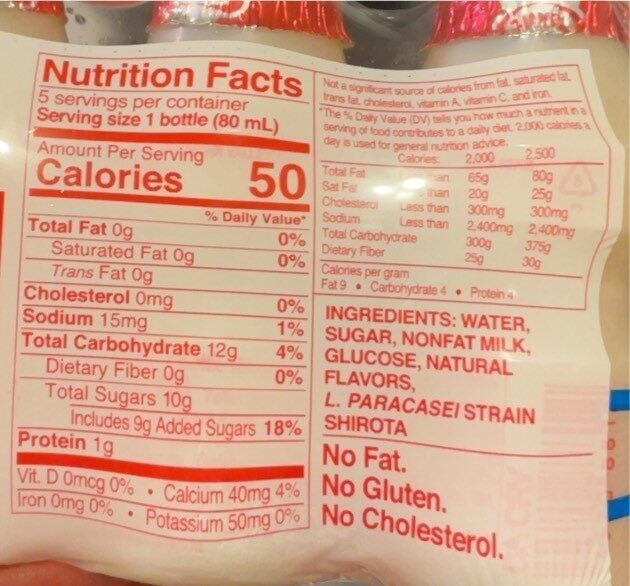 Nutrition Facts
5 servings per container
Serving size 1 bottle (80 mL)
Amount Per Serving
Calories 50
% Daily Value*
Total Fat 0g 0%
Saturated Fat 0g 0%
Trans Fat 0g
Cholesterol 0mg 0%
Sodium 15mg 1%
Total Carbohydrate 12g 4%
Dietary Fiber 0g 0%
Total Sugars 10g
Includes 9g Added Sugars 18%
Protein 1g
Vit. D 0mcg 0% • Calcium 40mg 4%
Iron 0mg 0% • Potassium 50mg 0%
Not a significant source of calories from fat, saturated fat,
trans fat, cholesterol, vitamin A, vitamin C, and iron.
*The % Daily Value (DV) tells you how much a nutrient in a
serving of food contributes to a daily diet. 2,000 calories a
day is used for general nutrition advice.
Calories: 2,000 2,500
Total Fat than 65g 80g
Sat Fat than 20g 25g
Cholesterol Less than 300mg 300mg
Sodium Less than 2,400mg 2,400mg
Total Carbohydrate 300g 375g
Dietary Fiber 25g 30g
Calories per gram
Fat 9 • Carbohydrate 4 • Protein 4
INGREDIENTS: WATER,
SUGAR, NONFAT MILK,
GLUCOSE, NATURAL
FLAVORS,
L. PARACASEI STRAIN
SHIROTA
No Fat.
No Gluten.
No Cholesterol.